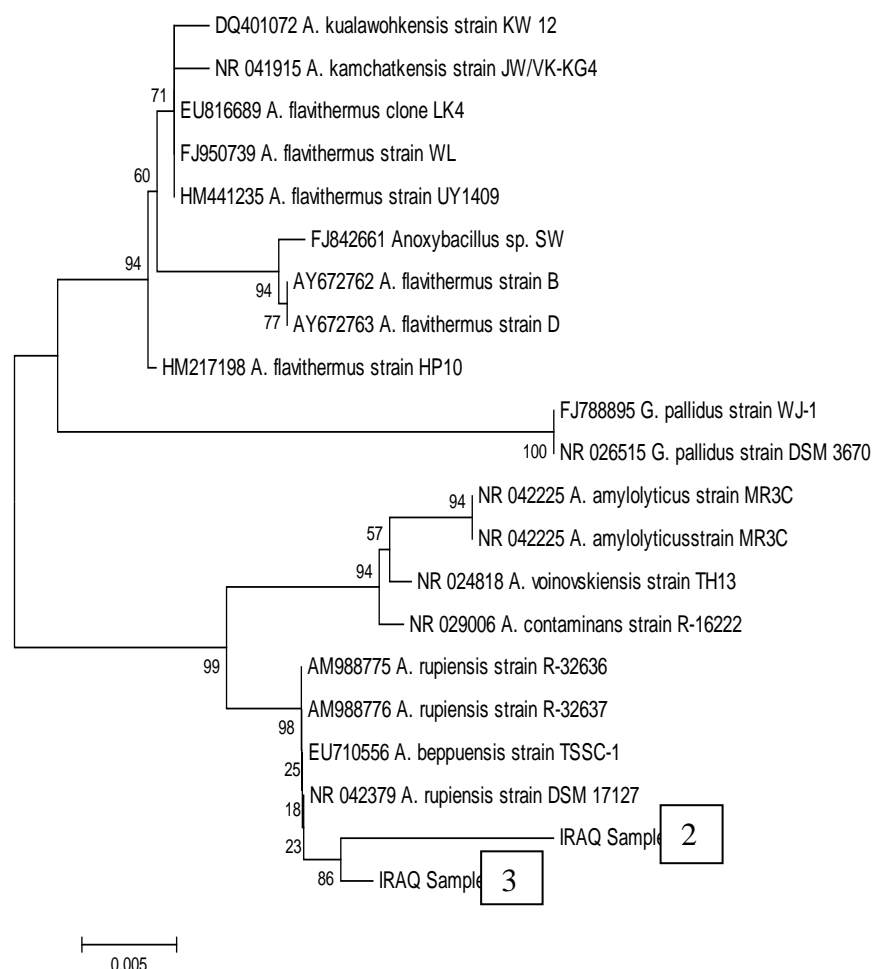 DQ401072 A. kualawohkensis strain KW 12
NR 041915 A. kamchatkensis strain JW/VK-KG4
71
EU816689 A. flavithermus clone LK4
FJ950739 A. flavithermus strain WL
60
HM441235 A. flavithermus strain UY1409
FJ842661 Anoxybacillus sp. SW
94
AY672762 A. flavithermus strain B
94
77
AY672763 A. flavithermus strain D
HM217198 A. flavithermus strain HP10
FJ788895 G. pallidus strain WJ-1
100
NR 026515 G. pallidus strain DSM 3670
94
NR 042225 A. amylolyticus strain MR3C
57
NR 042225 A. amylolyticusstrain MR3C
94
NR 024818 A. voinovskiensis strain TH13
NR 029006 A. contaminans strain R-16222
99
AM988775 A. rupiensis strain R-32636
AM988776 A. rupiensis strain R-32637
98
EU710556 A. beppuensis strain TSSC-1
25
NR 042379 A. rupiensis strain DSM 17127
18
23
IRAQ Sample 2
86
IRAQ Sample 3
0.005